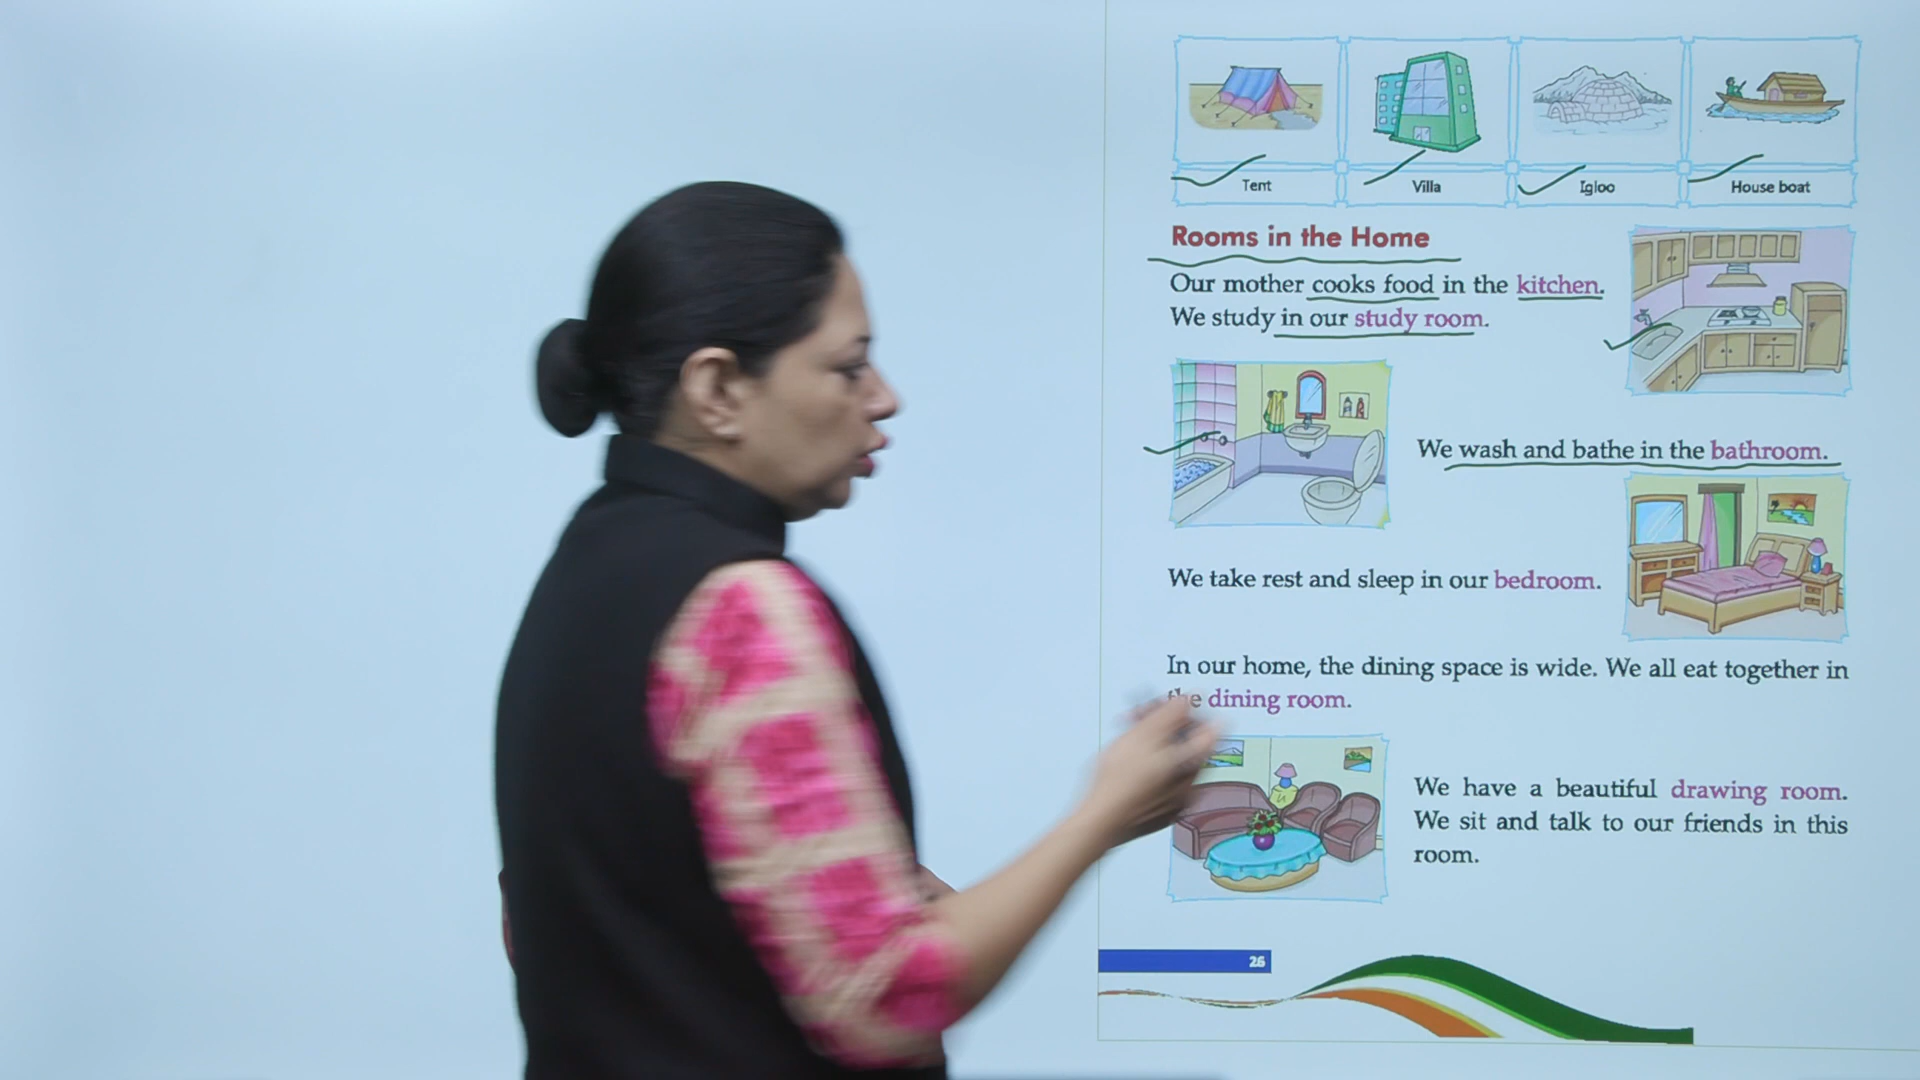 Tent
Villa
Igloo
House boat
Rooms in the Home
Our mother cooks food in the kitchen.
We study in our study room.
We wash and bathe in the bathroom.
We take rest and sleep in our bedroom.
In our home, the dining space is wide. We all eat together in
the dining room.
We have a beautiful drawing room.
We sit and talk to our friends in this
room.
26